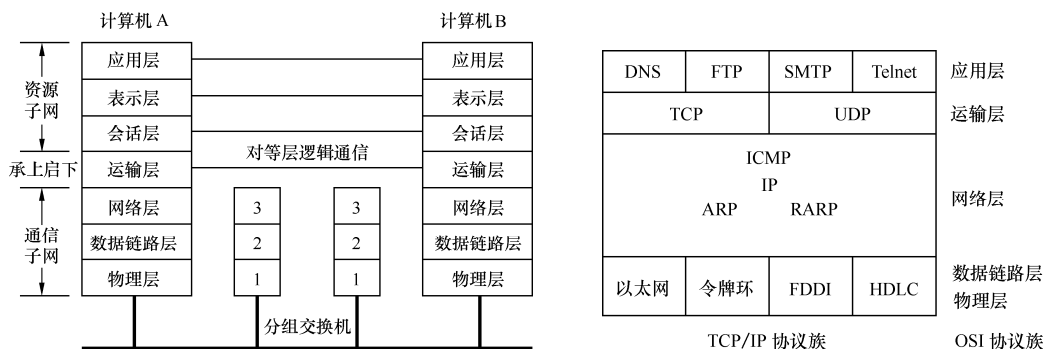 计算机 A
计算机 B
资源
子网
承上启下
通信
子网
应用层
表示层
会话层
运输层
网络层
数据链路层
物理层
对等层逻辑通信
3
2
1
3
2
1
分组交换机
应用层
表示层
会话层
运输层
网络层
数据链路层
物理层
DNS FTP SMTP Telnet 应用层
TCP UDP 运输层
ICMP
IP
ARP RARP
网络层
以太网 令牌环 FDDI HDLC
数据链路层
物理层
TCP/IP 协议族 OSI 协议族